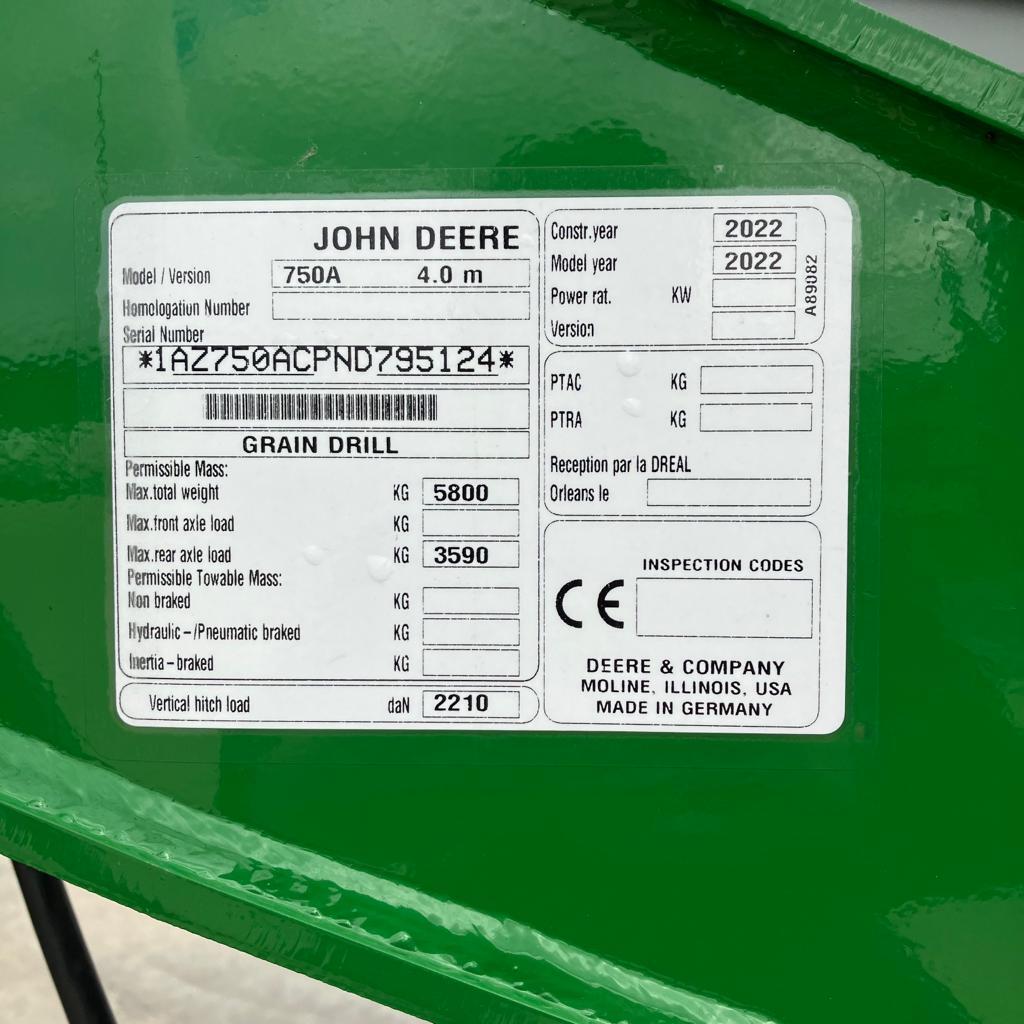 JOHN DEERE
Model / Version 750A 4.0 m
Homologation Number
Serial Number
*1AZ750ACPND795124*
GRAIN DRILL
Permissible Mass:
Max.total weight KG 5800
Max.front axle load KG
Max.rear axle load KG 3590
Permissible Towable Mass:
Non braked KG
Hydraulic-/Pneumatic braked KG
Inertia-braked KG
Vertical hitch load daN 2210
Constr.year 2022
Model year 2022
Power rat. KW
Version
A89082
PTAC KG
PTRA KG
Reception par la DREAL
Orleans le
INSPECTION CODES
CE
DEERE & COMPANY
MOLINE, ILLINOIS, USA
MADE IN GERMANY